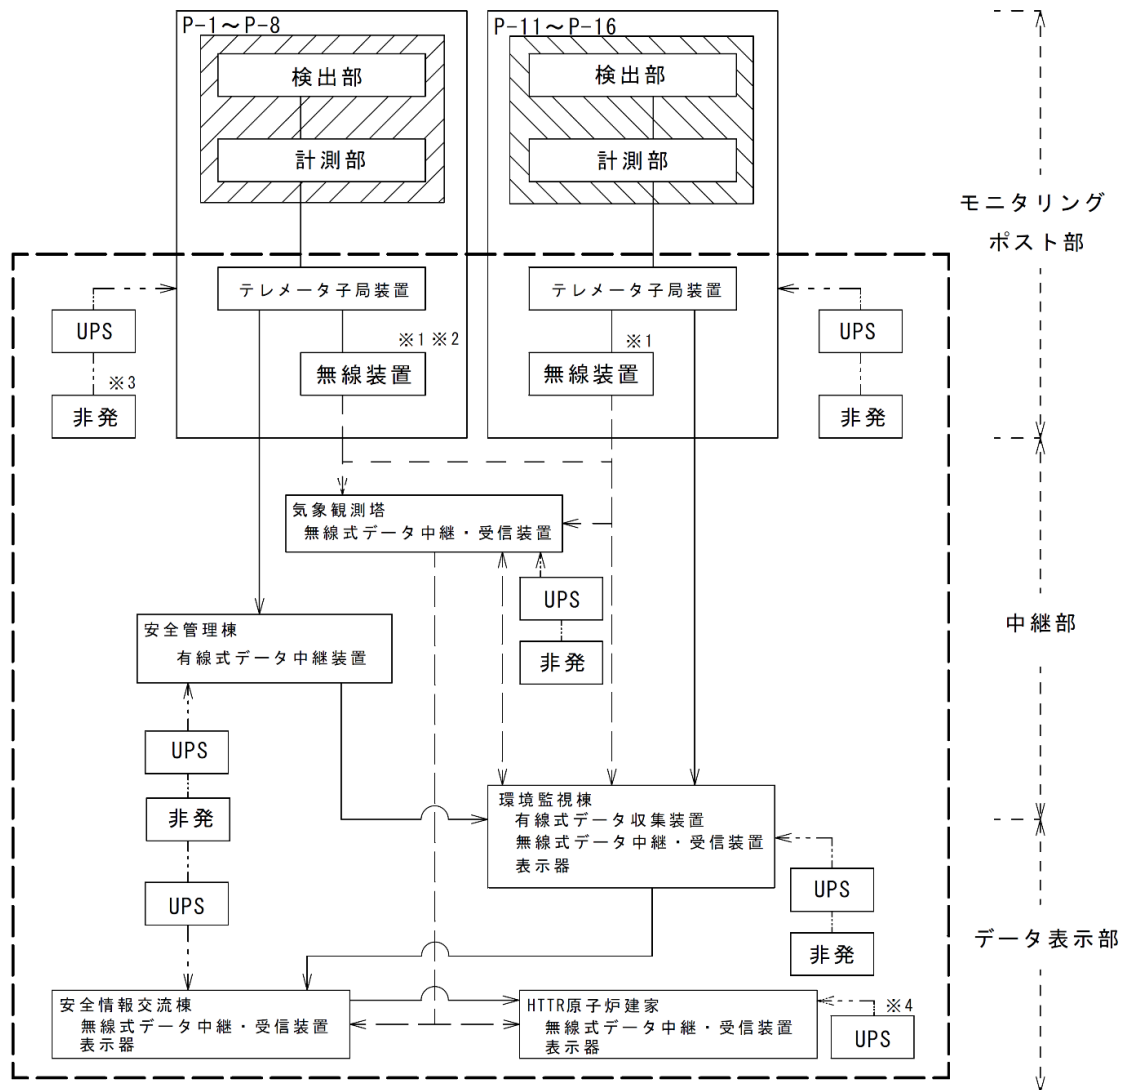 P-1～P-8
検出部
計測部
テレメータ子局装置
※1 ※2
無線装置
P-11～P-16
検出部
計測部
テレメータ子局装置
※1
無線装置
UPS
※3
非発
UPS
非発
モニタリング
ポスト部
気象観測塔
無線式データ中継・受信装置
UPS
非発
安全管理棟
有線式データ中継装置
中継部
UPS
非発
UPS
環境監視棟
有線式データ収集装置
無線式データ中継・受信装置
表示器
UPS
非発
データ表示部
安全情報交流棟
無線式データ中継・受信装置
表示器
HTTR原子炉建家
無線式データ中継・受信装置
表示器
※4
UPS